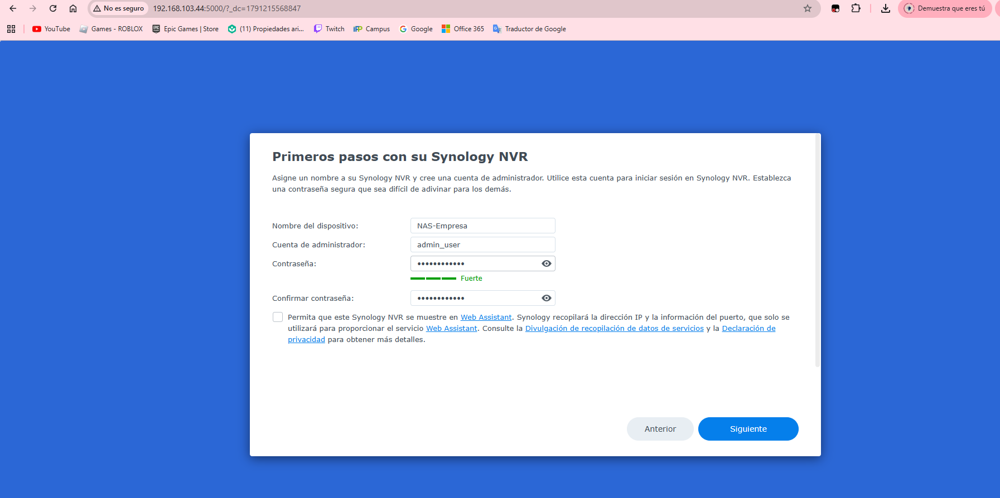 No es seguro
192.168.103.44:5000/?_dc=1791215568847
Demuestra que eres tú
YouTube
Games - ROBLOX
Epic Games | Store
(11) Propiedades ari...
Twitch
Campus
Google
Office 365
Traductor de Google
Primeros pasos con su Synology NVR
Asigne un nombre a su Synology NVR y cree una cuenta de administrador. Utilice esta cuenta para iniciar sesión en Synology NVR. Establezca
una contraseña segura que sea difícil de adivinar para los demás.
Nombre del dispositivo: NAS-Empresa
Cuenta de administrador: admin_user
Contraseña: ••••••••••••
Fuerte
Confirmar contraseña: ••••••••••••
Permita que este Synology NVR se muestre en Web Assistant. Synology recopilará la dirección IP y la información del puerto, que solo se
utilizará para proporcionar el servicio Web Assistant. Consulte la Divulgación de recopilación de datos de servicios y la Declaración de
privacidad para obtener más detalles.
Anterior
Siguiente